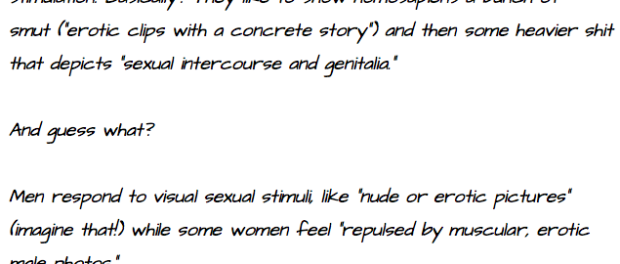 stimulation. Basically? They like to show homosapiens a bunch of
smut ("erotic clips with a concrete story") and then some heavier shit
that depicts "sexual intercourse and genitalia."
And guess what?
Men respond to visual sexual stimuli, like "nude or erotic pictures"
(imagine that!) while some women feel "repulsed by muscular, erotic
male photos."